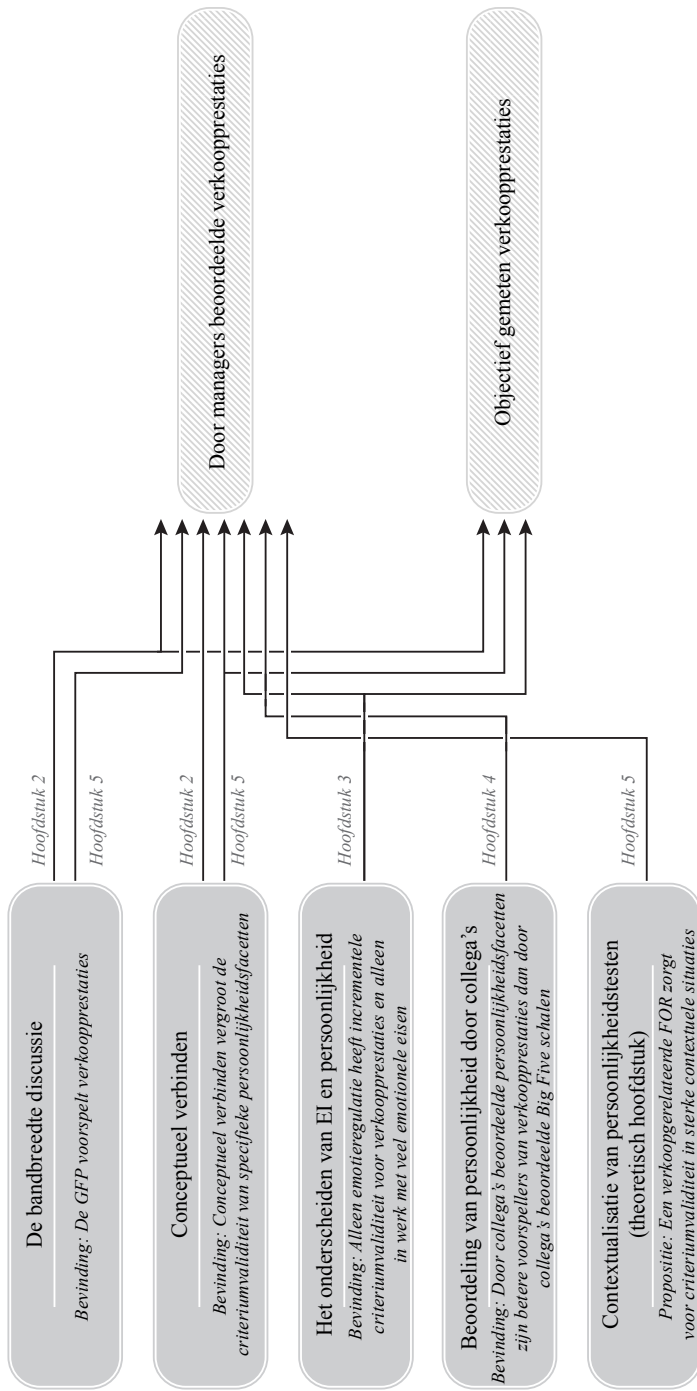 De bandbreedte discussie
Bevinding: De GFP voorspelt verkoopprestaties
Hoofdstuk 2
Hoofdstuk 5
Conceptueel verbinden
Bevinding: Conceptueel verbinden vergroot de
criteriumvaliditeit van specifieke persoonlijkheidsfacetten
Hoofdstuk 2
Hoofdstuk 5
Het onderscheiden van EI en persoonlijkheid
Bevinding: Alleen emotieregulatie heeft incrementele
criteriumvaliditeit voor verkoopprestaties en alleen
in werk met veel emotionele eisen
Hoofdstuk 3
Beoordeling van persoonlijkheid door collega's
Bevinding: Door collega's beoordeelde persoonlijkheidsfacetten
zijn betere voorspellers van verkoopprestaties dan door
collega's beoordeelde Big Five schalen
Hoofdstuk 4
Contextualisatie van persoonlijkheidstesten
(theoretisch hoofdstuk)
Propositie: Een verkoopgerelateerde FOR zorgt
voor criteriumvaliditeit in sterke contextuele situaties
Hoofdstuk 5
Door managers beoordeelde verkoopprestaties
Objectief gemeten verkoopprestaties